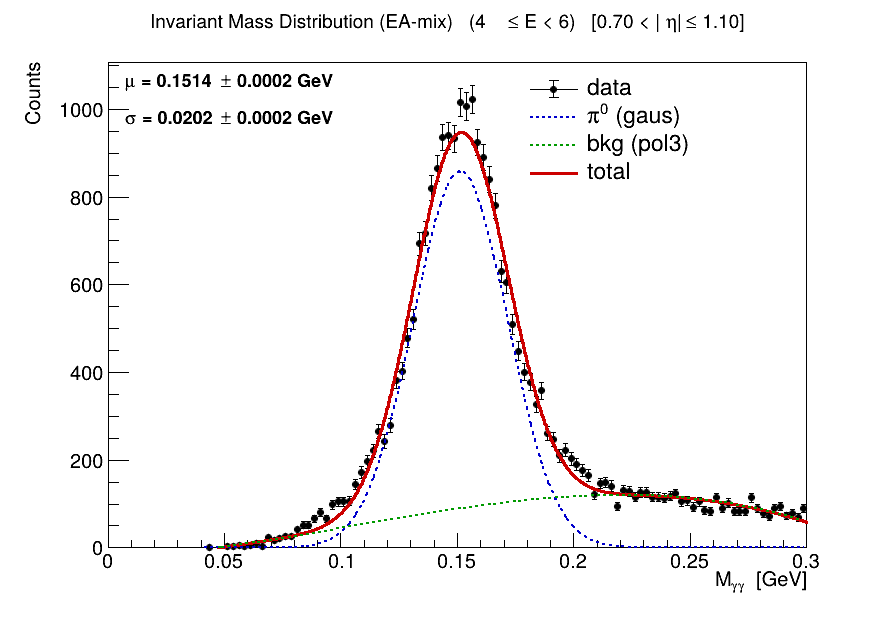 Invariant Mass Distribution (EA-mix) (4 ≤ E < 6) [0.70 < | η| ≤ 1.10]
Counts
μ = 0.1514 ± 0.0002 GeV
σ = 0.0202 ± 0.0002 GeV
data
π⁰ (gaus)
bkg (pol3)
total
1000
800
600
400
200
0
0 0.05 0.1 0.15 0.2 0.25 0.3
Mγγ [GeV]